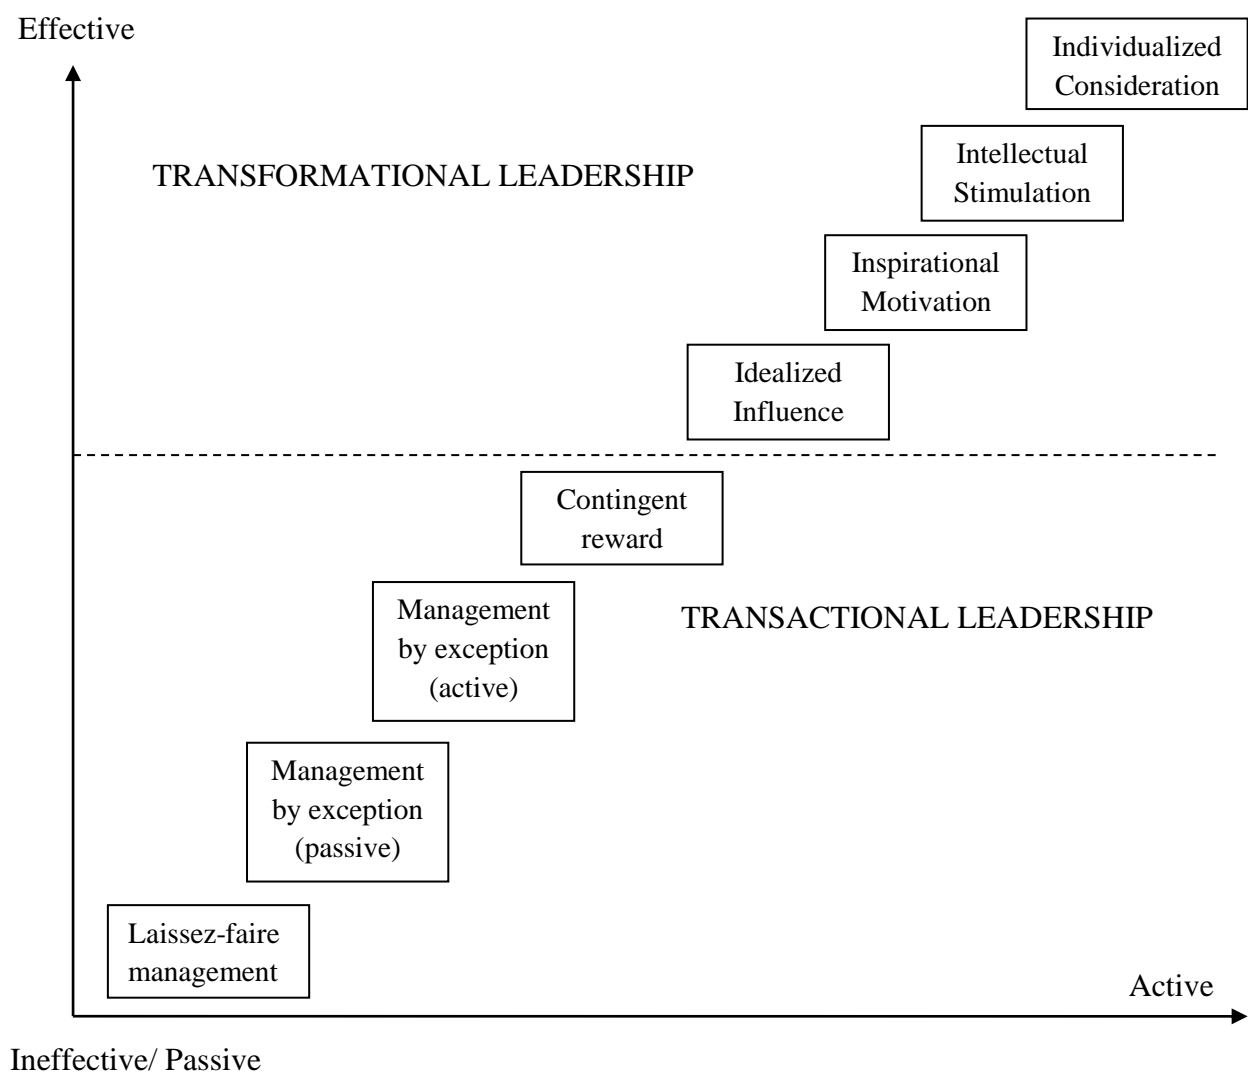 Effective
Individualized
Consideration
Intellectual
Stimulation
TRANSFORMATIONAL LEADERSHIP
Inspirational
Motivation
Idealized
Influence
Contingent
reward
Management
by exception
(active)
TRANSACTIONAL LEADERSHIP
Management
by exception
(passive)
Laissez-faire
management
Active
Ineffective/ Passive